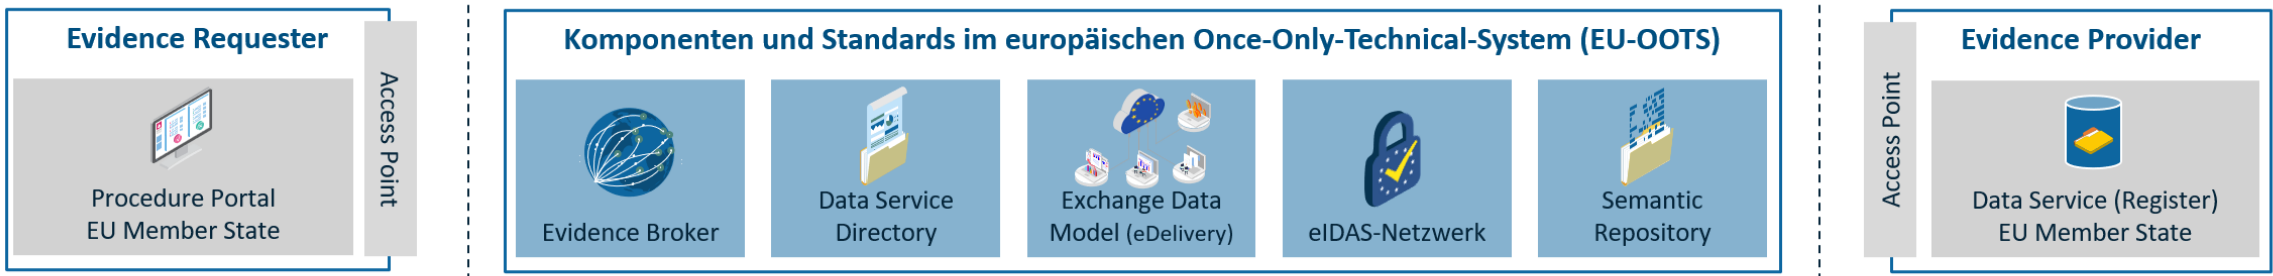 Evidence Requester
Procedure Portal
EU Member State
Access Point
Komponenten und Standards im europäischen Once-Only-Technical-System (EU-OOTS)
Evidence Broker
Data Service
Directory
Exchange Data
Model (eDelivery)
eIDAS-Netzwerk
Semantic
Repository
Access Point
Evidence Provider
Data Service (Register)
EU Member State